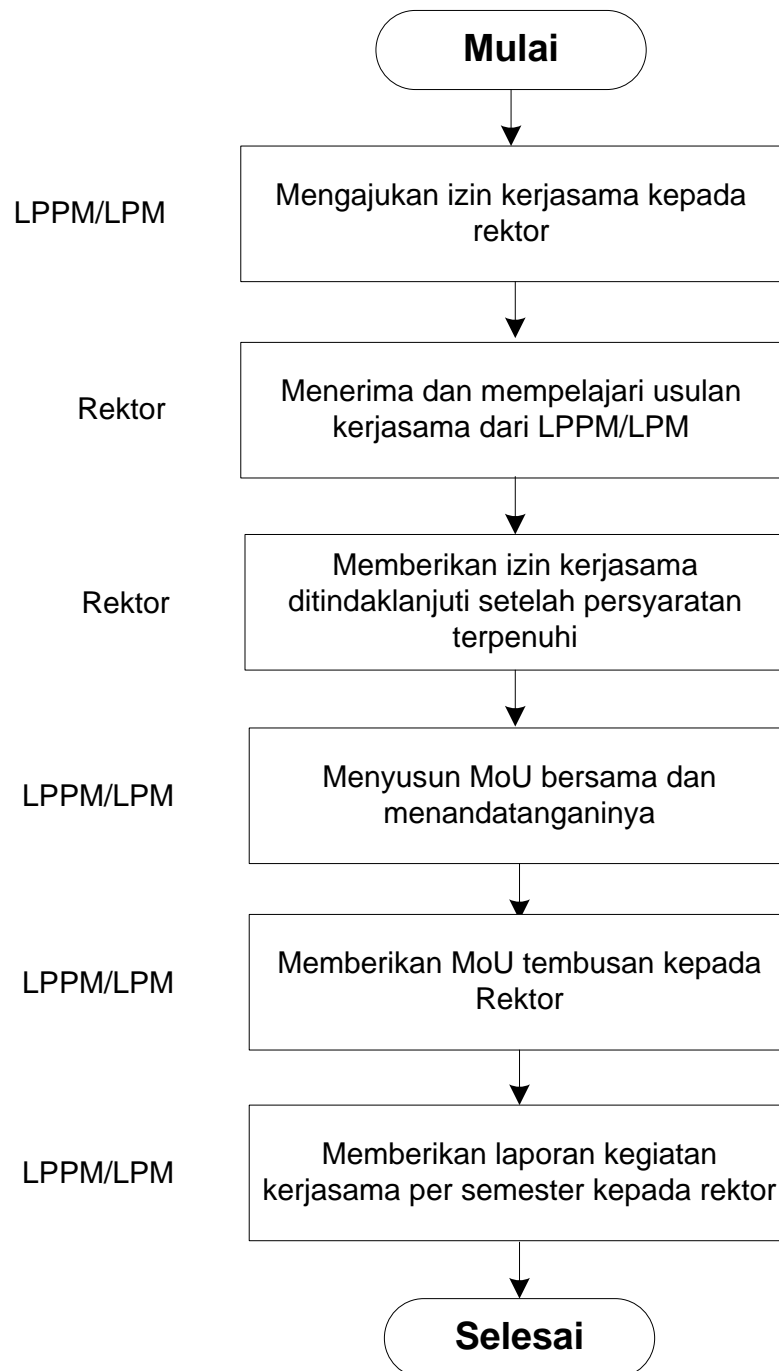 Mulai
LPPM/LPM
Mengajukan izin kerjasama kepada
rektor
Rektor
Menerima dan mempelajari usulan
kerjasama dari LPPM/LPM
Rektor
Memberikan izin kerjasama
ditindaklanjuti setelah persyaratan
terpenuhi
LPPM/LPM
Menyusun MoU bersama dan
menandatanganinya
LPPM/LPM
Memberikan MoU tembusan kepada
Rektor
LPPM/LPM
Memberikan laporan kegiatan
kerjasama per semester kepada rektor
Selesai